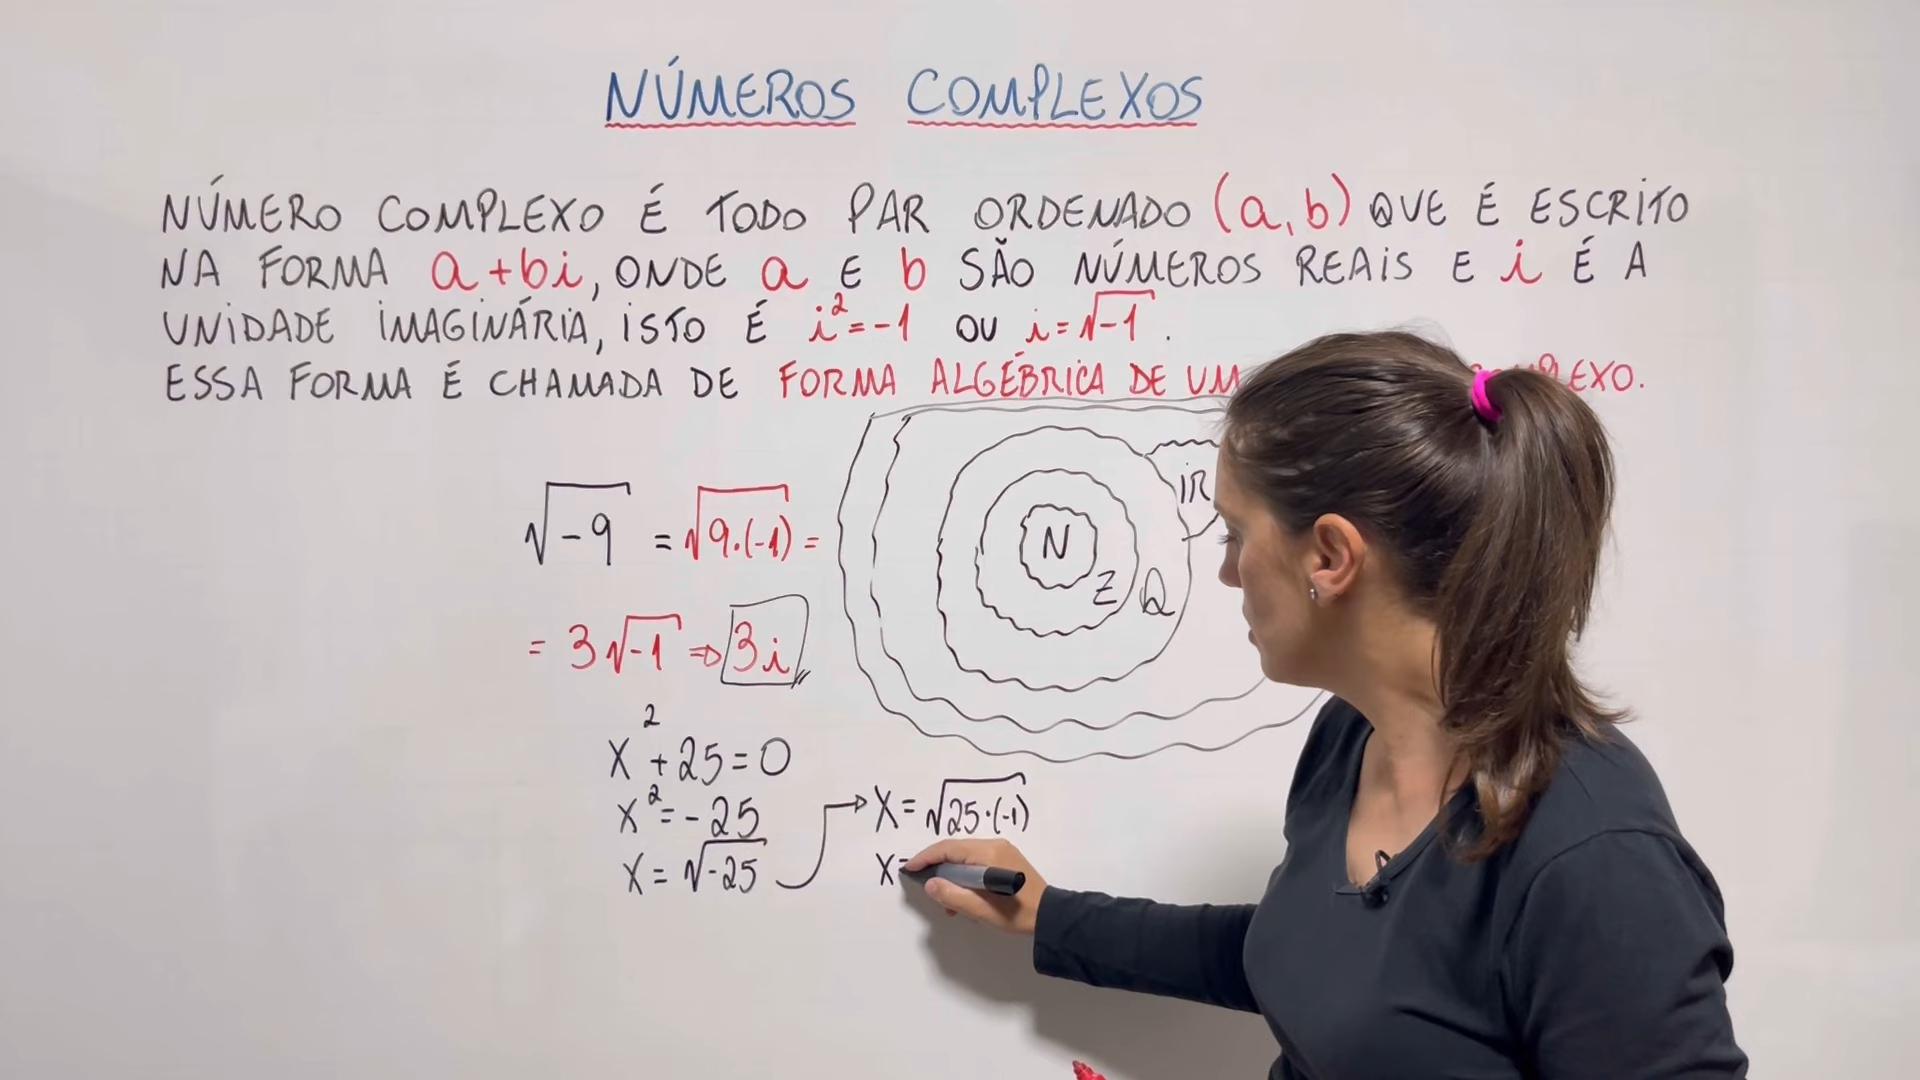 NÚMEROS COMPLEXOS
NÚMERO COMPLEXO É TODO PAR ORDENADO (a,b) QUE É ESCRITO
NA FORMA a+bi, ONDE a E b SÃO NÚMEROS REAIS E i É A
UNIDADE IMAGINÁRIA, ISTO É i²=-1 OU i=√-1.
ESSA FORMA É CHAMADA DE FORMA ALGÉBRICA DE UM
√-9 = √9.(-1) =
= 3√-1 ⇒ 3i
N
Z
Q
IR
x²+25=0
x²=-25
x=√-25
x=√25.(-1)
x=